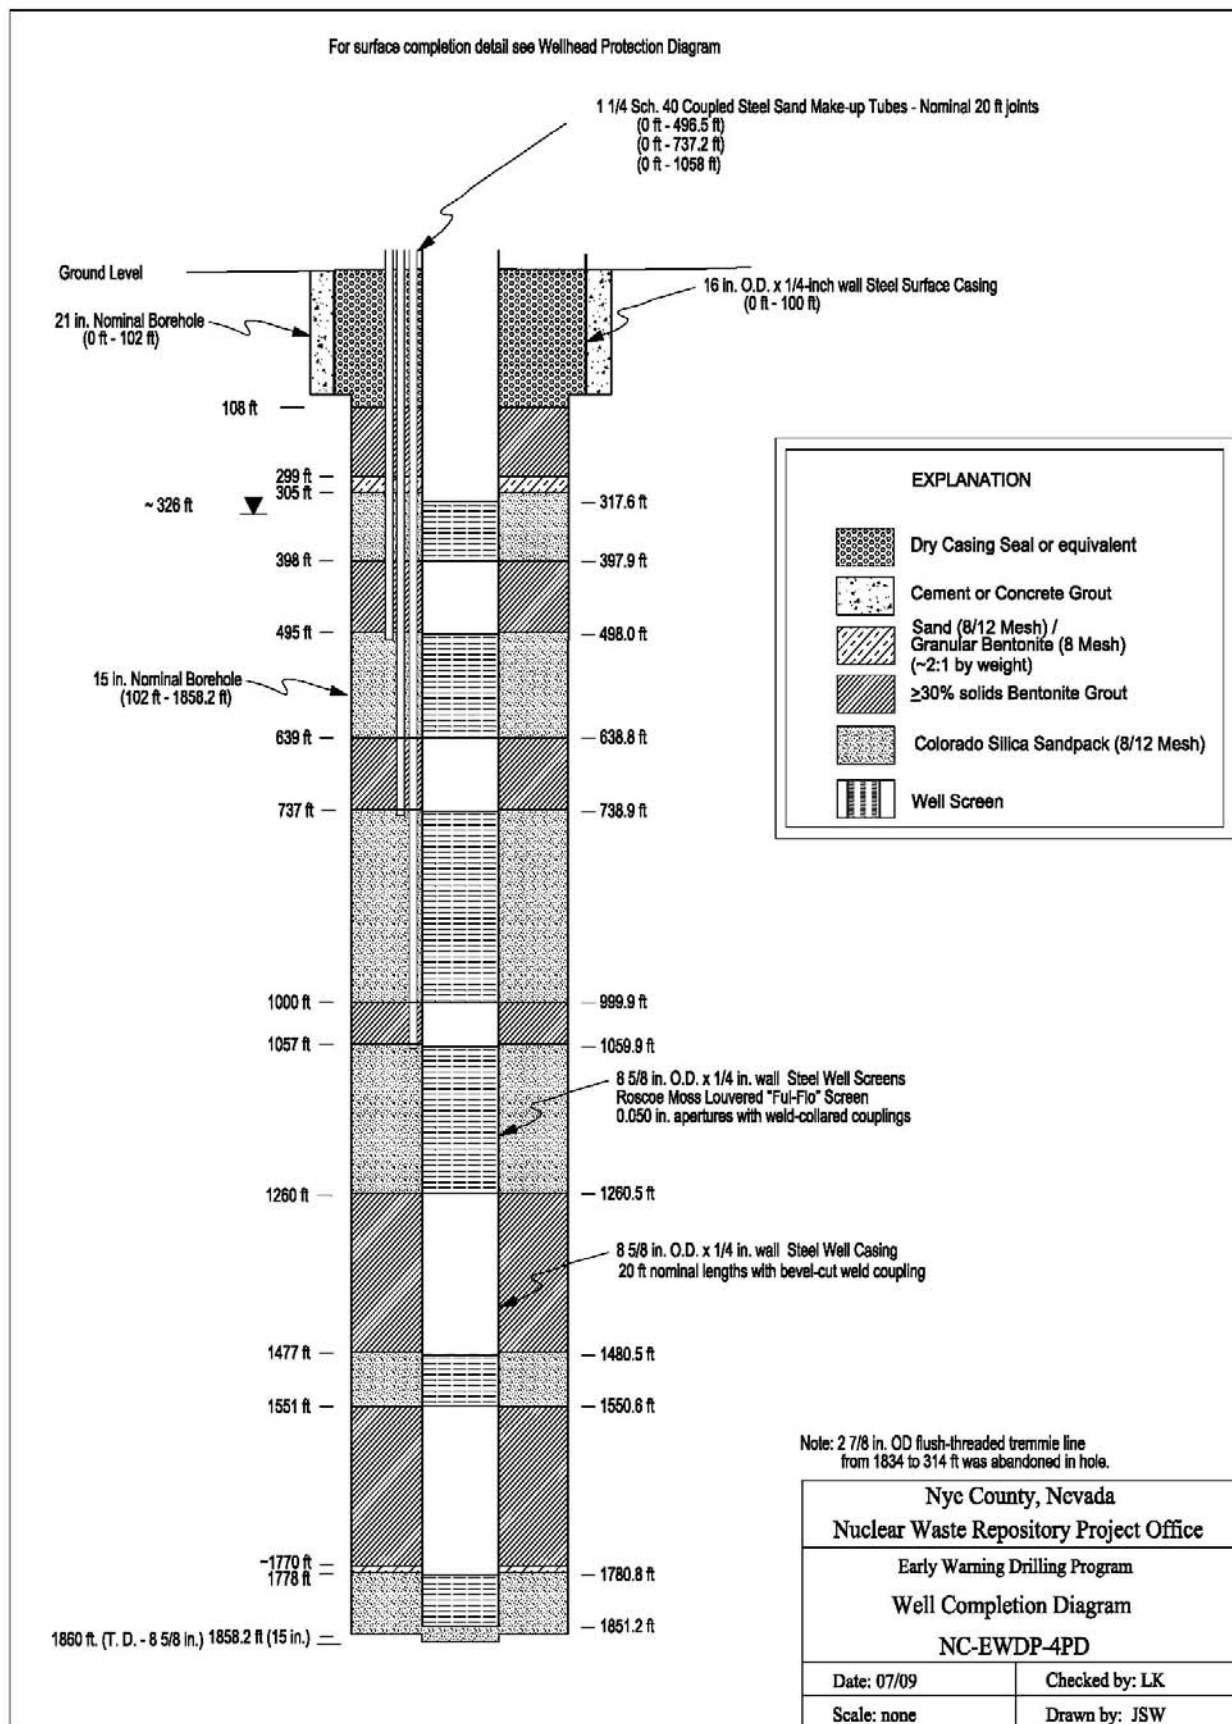 For surface completion detail see Wellhead Protection Diagram
1 1/4 Sch. 40 Coupled Steel Sand Make-up Tubes - Nominal 20 ft joints
(0 ft - 496.5 ft)
(0 ft - 737.2 ft)
(0 ft - 1058 ft)
Ground Level
16 in. O.D. x 1/4-inch wall Steel Surface Casing
(0 ft - 100 ft)
21 in. Nominal Borehole
(0 ft - 102 ft)
108 ft
299 ft
305 ft
~ 326 ft
317.6 ft
398 ft
397.9 ft
495 ft
498.0 ft
15 in. Nominal Borehole
(102 ft - 1858.2 ft)
639 ft
638.8 ft
737 ft
738.9 ft
EXPLANATION
Dry Casing Seal or equivalent
Cement or Concrete Grout
Sand (8/12 Mesh) /
Granular Bentonite (8 Mesh)
(~2:1 by weight)
≥30% solids Bentonite Grout
Colorado Silica Sandpack (8/12 Mesh)
Well Screen
1000 ft
999.9 ft
1057 ft
1059.9 ft
8 5/8 in. O.D. x 1/4 in. wall Steel Well Screens
Roscoe Moss Louvered "Ful-Flo" Screen
0.050 in. apertures with weld-collared couplings
1260 ft
1260.5 ft
8 5/8 in. O.D. x 1/4 in. wall Steel Well Casing
20 ft nominal lengths with bevel-cut weld coupling
1477 ft
1480.5 ft
1551 ft
1550.6 ft
~1770 ft
1778 ft
1780.8 ft
1851.2 ft
1860 ft. (T. D. - 8 5/8 in.) 1858.2 ft (15 in.)
Note: 2 7/8 in. OD flush-threaded tremmie line
from 1834 to 314 ft was abandoned in hole.
Nye County, Nevada
Nuclear Waste Repository Project Office
Early Warning Drilling Program
Well Completion Diagram
NC-EWDP-4PD
Date: 07/09
Checked by: LK
Scale: none
Drawn by: JSW